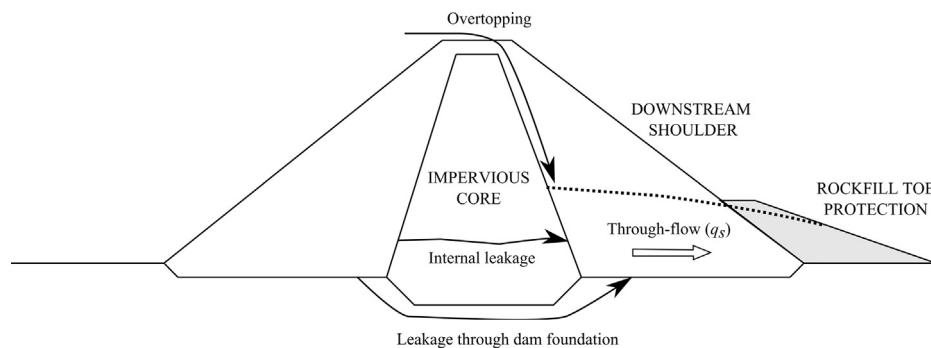 Overtopping
DOWNSTREAM
SHOULDER
IMPERVIOUS
CORE
ROCKFILL TOE
PROTECTION
Through-flow (qs)
Internal leakage
Leakage through dam foundation